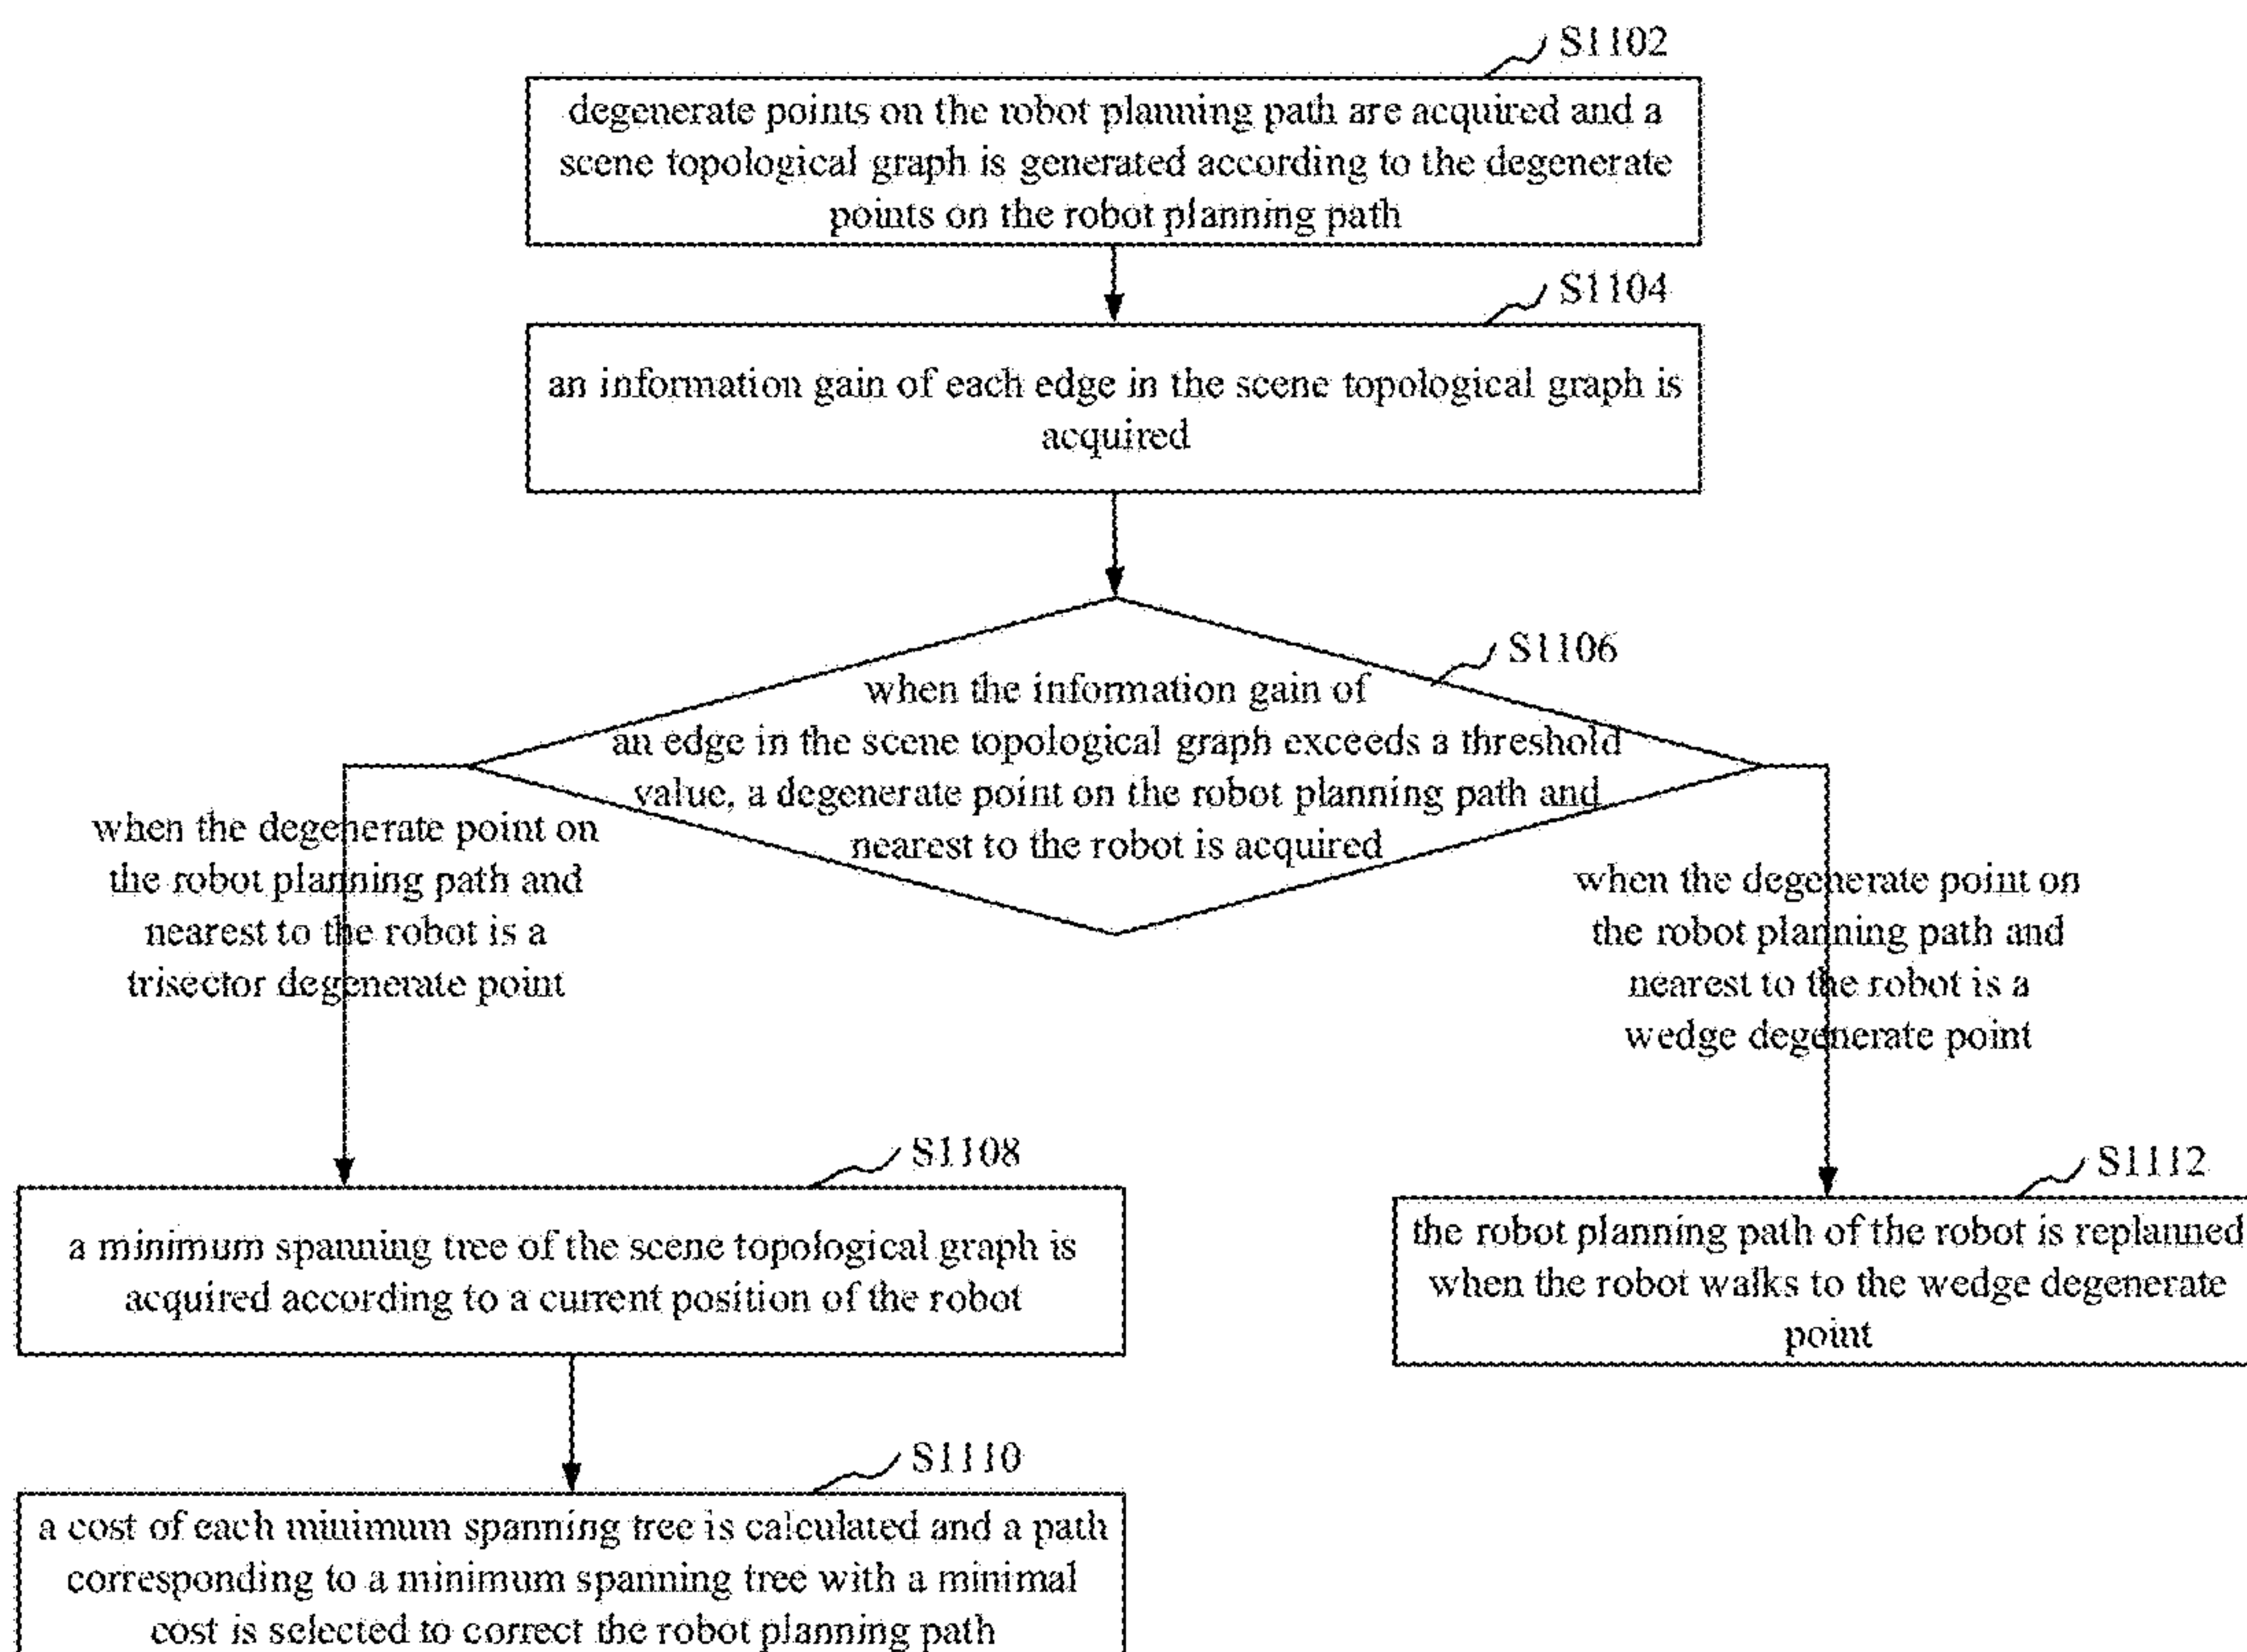 S1102
degenerate points on the robot planning path are acquired and a
scene topological graph is generated according to the degenerate
points on the robot planning path
S1104
an information gain of each edge in the scene topological graph is
acquired
S1106
when the information gain of
an edge in the scene topological graph exceeds a threshold
value, a degenerate point on the robot planning path and
nearest to the robot is acquired
when the degenerate point on
the robot planning path and
nearest to the robot is a
trisector degenerate point
when the degenerate point on
the robot planning path and
nearest to the robot is a
wedge degenerate point
S1108
a minimum spanning tree of the scene topological graph is
acquired according to a current position of the robot
S1112
the robot planning path of the robot is replanned
when the robot walks to the wedge degenerate
point
S1110
a cost of each minimum spanning tree is calculated and a path
corresponding to a minimum spanning tree with a minimal
cost is selected to correct the robot planning path